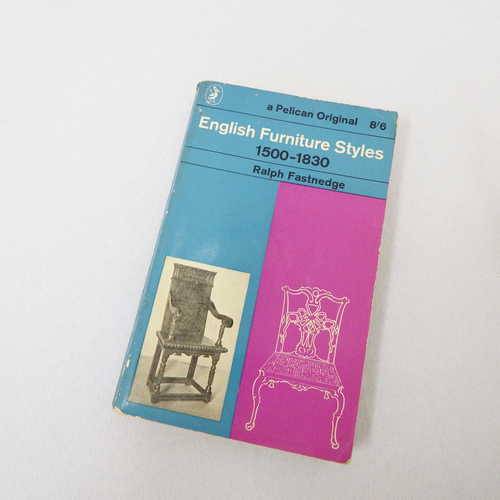 a Pelican Original 8'6
English Furniture Styles
1500-1830
Ralph Fastnedge